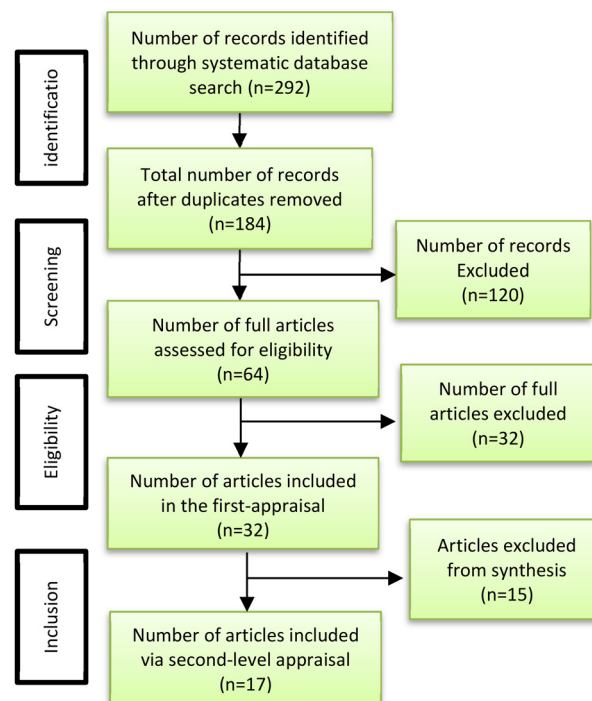 Number of records identified
through systematic database
search (n=292)
identificatio
Total number of records
after duplicates removed
(n=184)
Screening
Number of records
Excluded
(n=120)
Number of full articles
assessed for eligibility
(n=64)
Eligibility
Number of full
articles excluded
(n=32)
Number of articles included
in the first-appraisal
(n=32)
Articles excluded
from synthesis
(n=15)
Inclusion
Number of articles included
via second-level appraisal
(n=17)